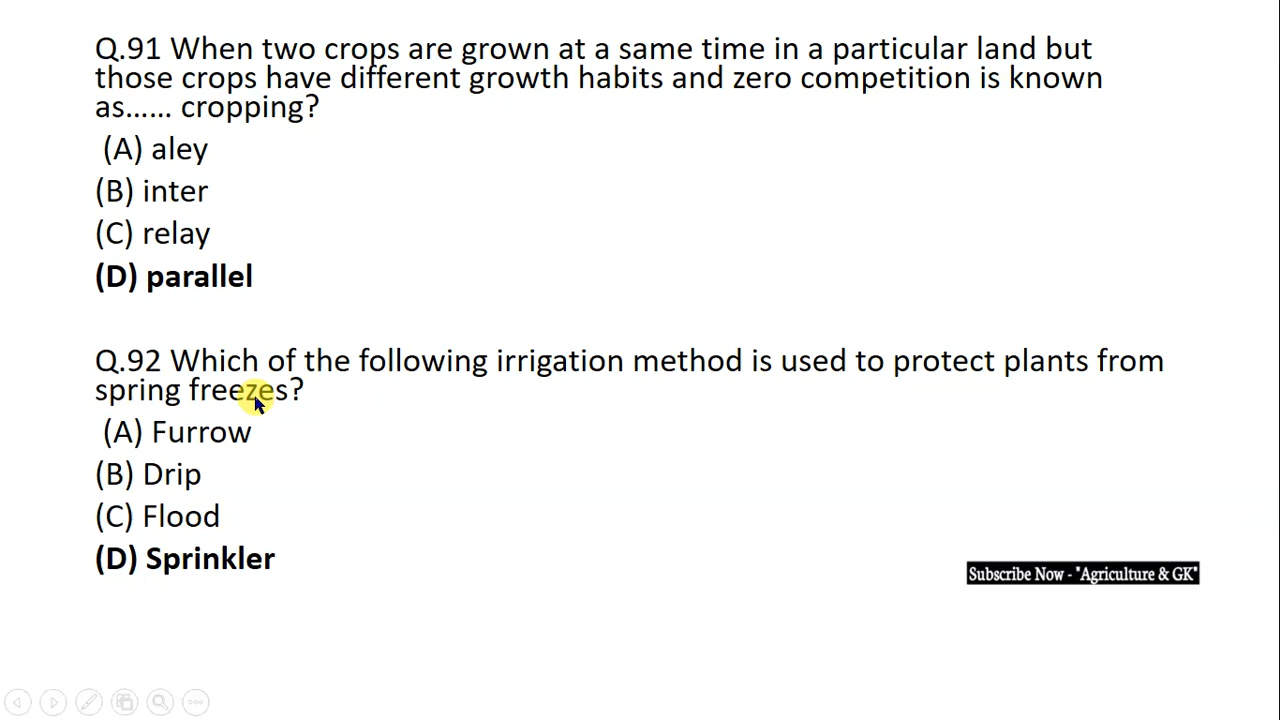 Q.91 When two crops are grown at a same time in a particular land but
those crops have different growth habits and zero competition is known
as...... cropping?
(A) aley
(B) inter
(C) relay
(D) parallel
Q.92 Which of the following irrigation method is used to protect plants from
spring freezes?
(A) Furrow
(B) Drip
(C) Flood
(D) Sprinkler
Subscribe Now - "Agriculture & GK"